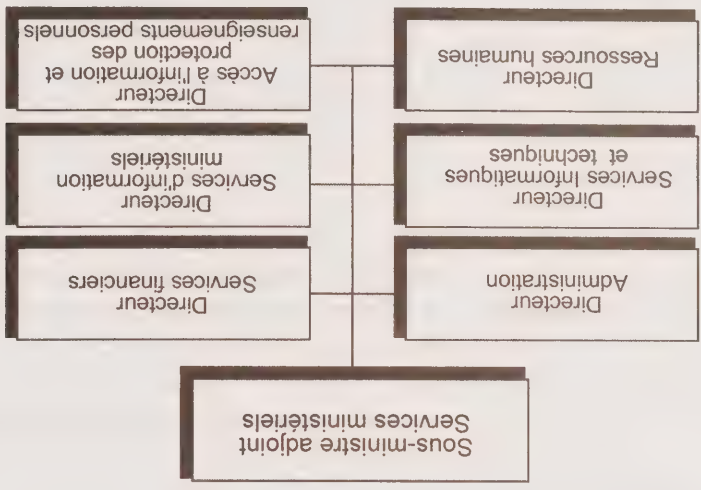 Sous-ministre adjoint
Services ministériels
Directeur
Administration
Directeur
Services financiers
Directeur
Services Informatiques
et techniques
Directeur
Services d'information
ministériels
Directeur
Ressources humaines
Directeur
Accès à l'information et
protection des
renseignements personnels